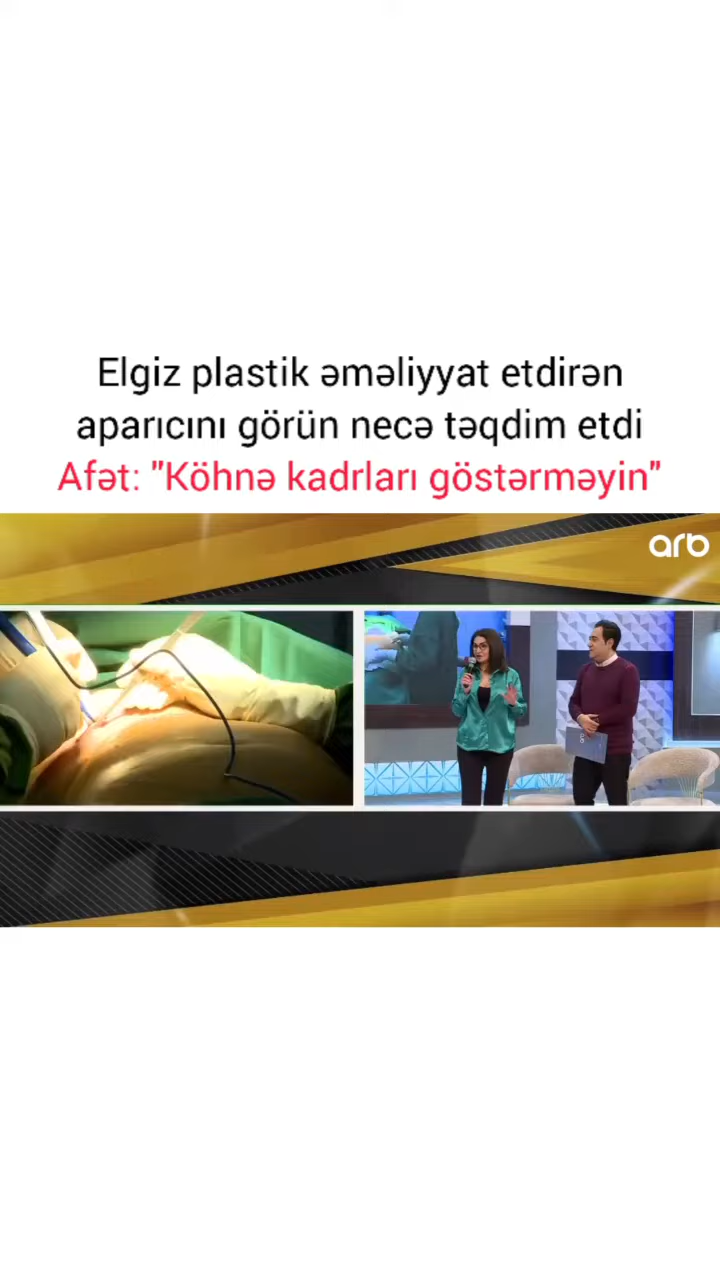 Elgiz plastik əməliyyat etdirən
aparıcını görün necə təqdim etdi
Afət: "Köhnə kadrları göstərməyin"
arb